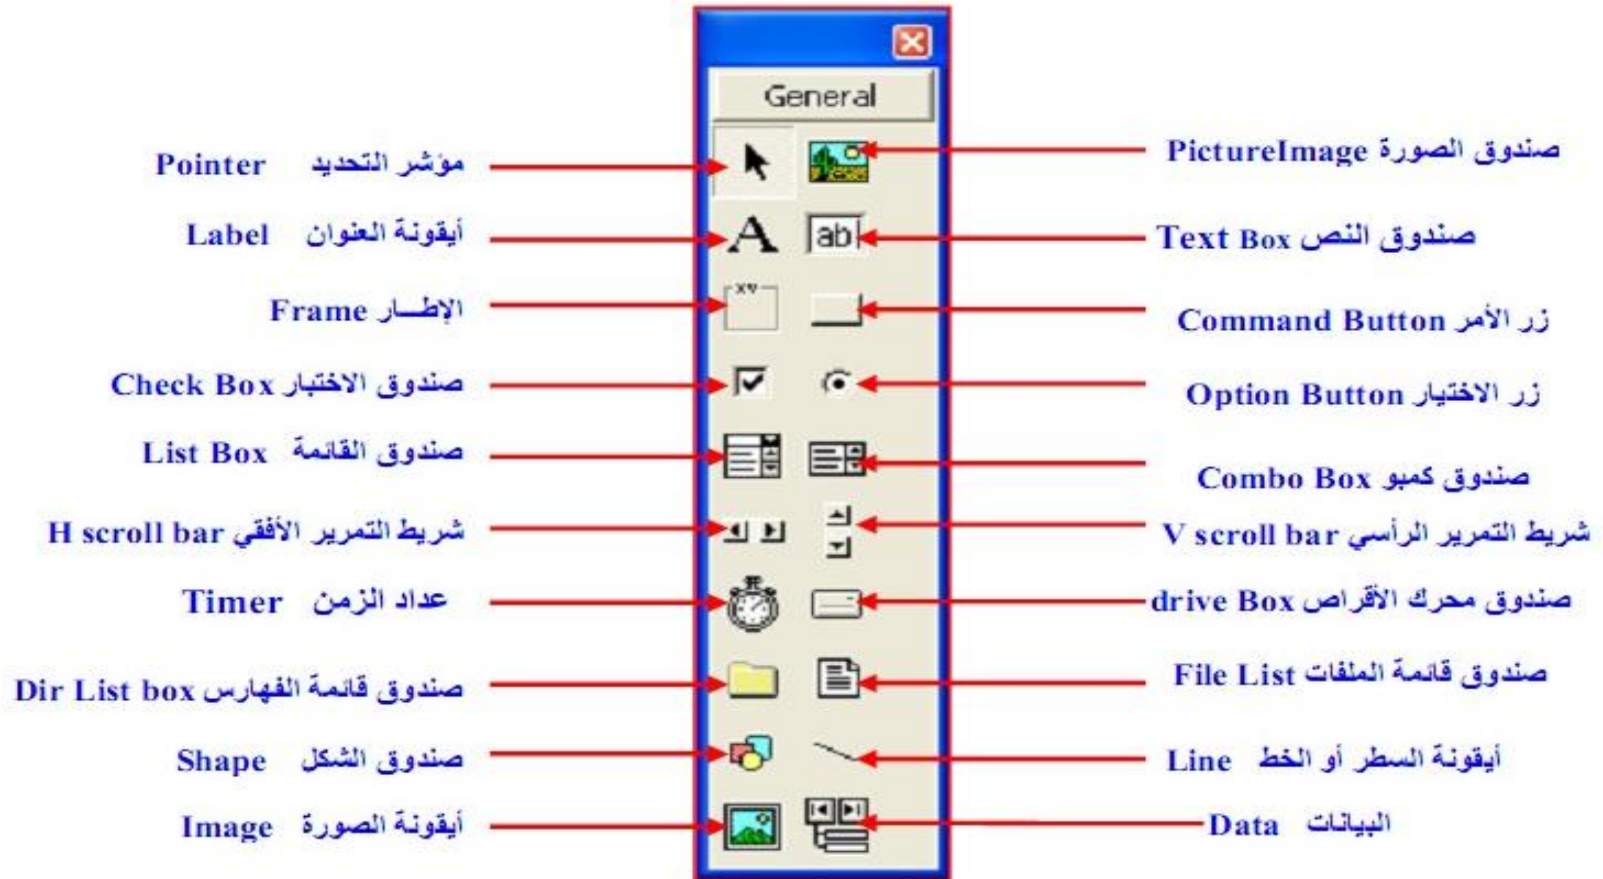 General
مؤشر التحديد Pointer
صندوق الصورة PictureImage
أيقونة العنوان Label
ab
صندوق النص Text Box
xy
الإطـــار Frame
زر الأمر Command Button
صندوق الاختبار Check Box
زر الاختيار Option Button
صندوق القائمة List Box
صندوق كمبو Combo Box
شريط التمرير الأفقي H scroll bar
شريط التمرير الرأسي V scroll bar
عداد الزمن Timer
صندوق محرك الأقراص drive Box
صندوق قائمة الفهارس Dir List box
صندوق قائمة الملفات File List
صندوق الشكل Shape
أيقونة السطر أو الخط Line
أيقونة الصورة Image
البيانات Data